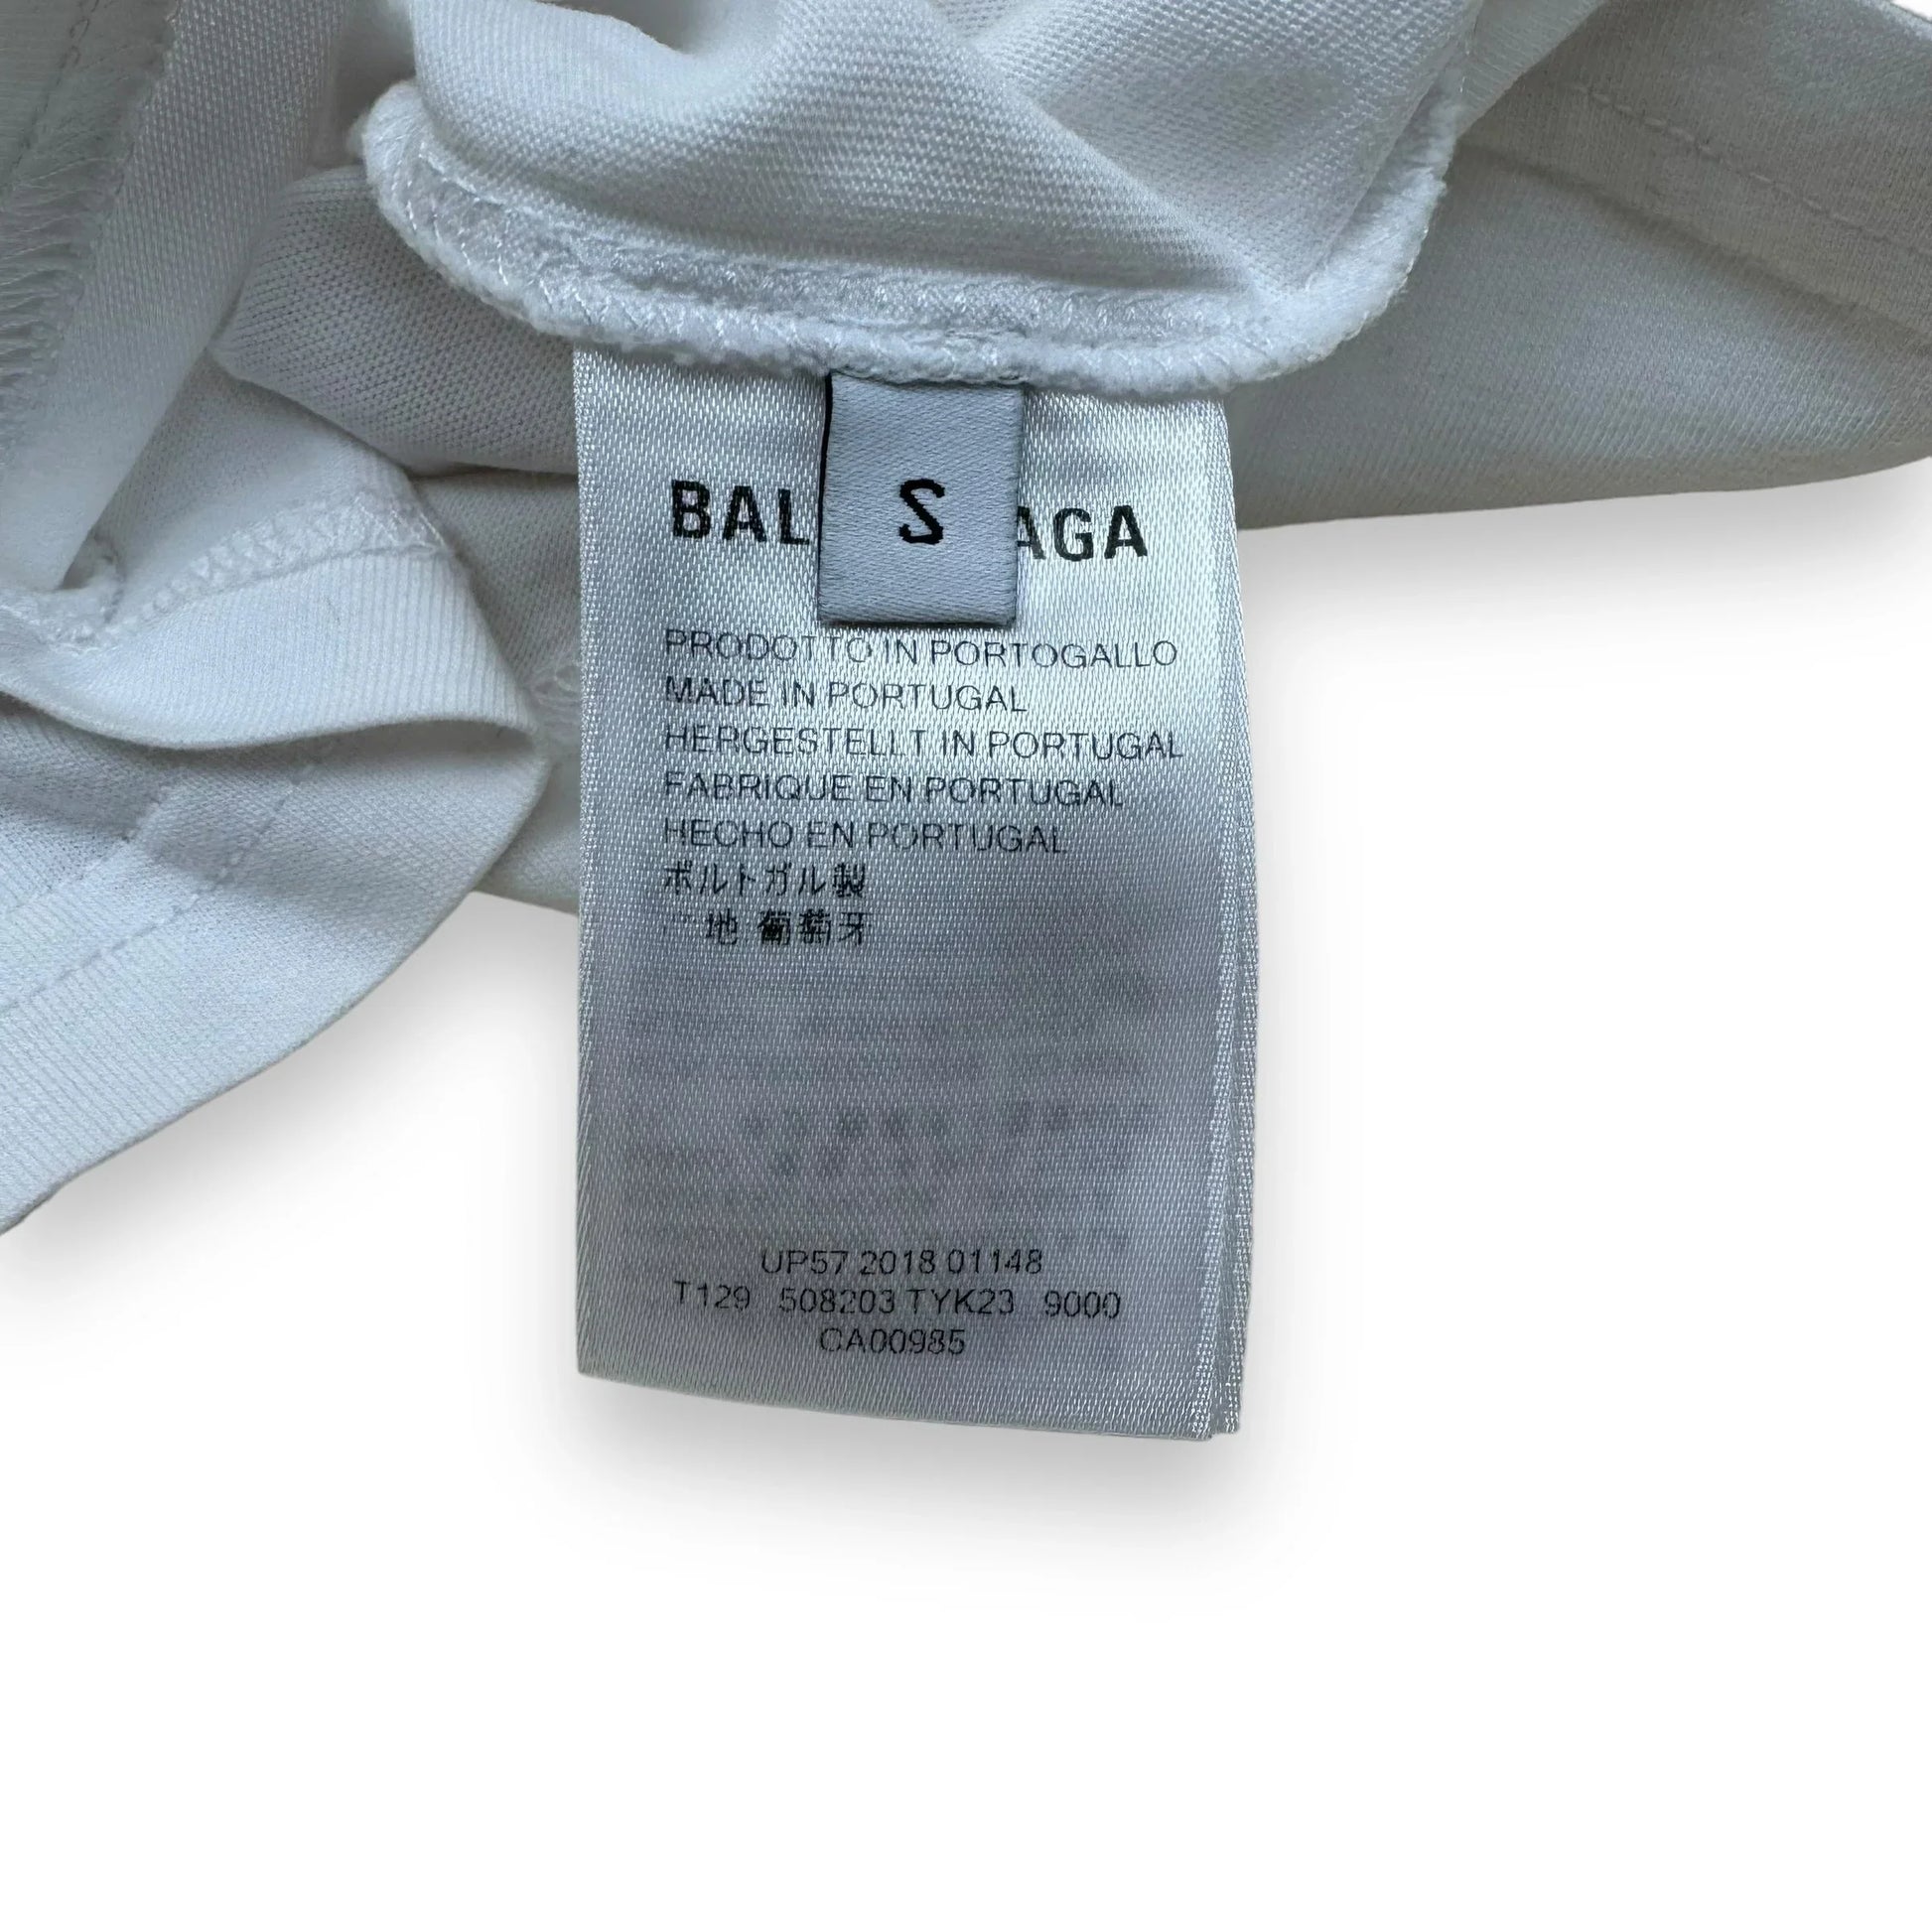 BAL S AGA
PRODOTTO IN PORTOGALLO
MADE IN PORTUGAL
HERGESTELLT IN PORTUGAL
FABRIQUE EN PORTUGAL
HECHO EN PORTUGAL
ポルトガル製
地 葡萄牙
UP57 2018 01148
T129 508203 TYK23 9000
CA00985